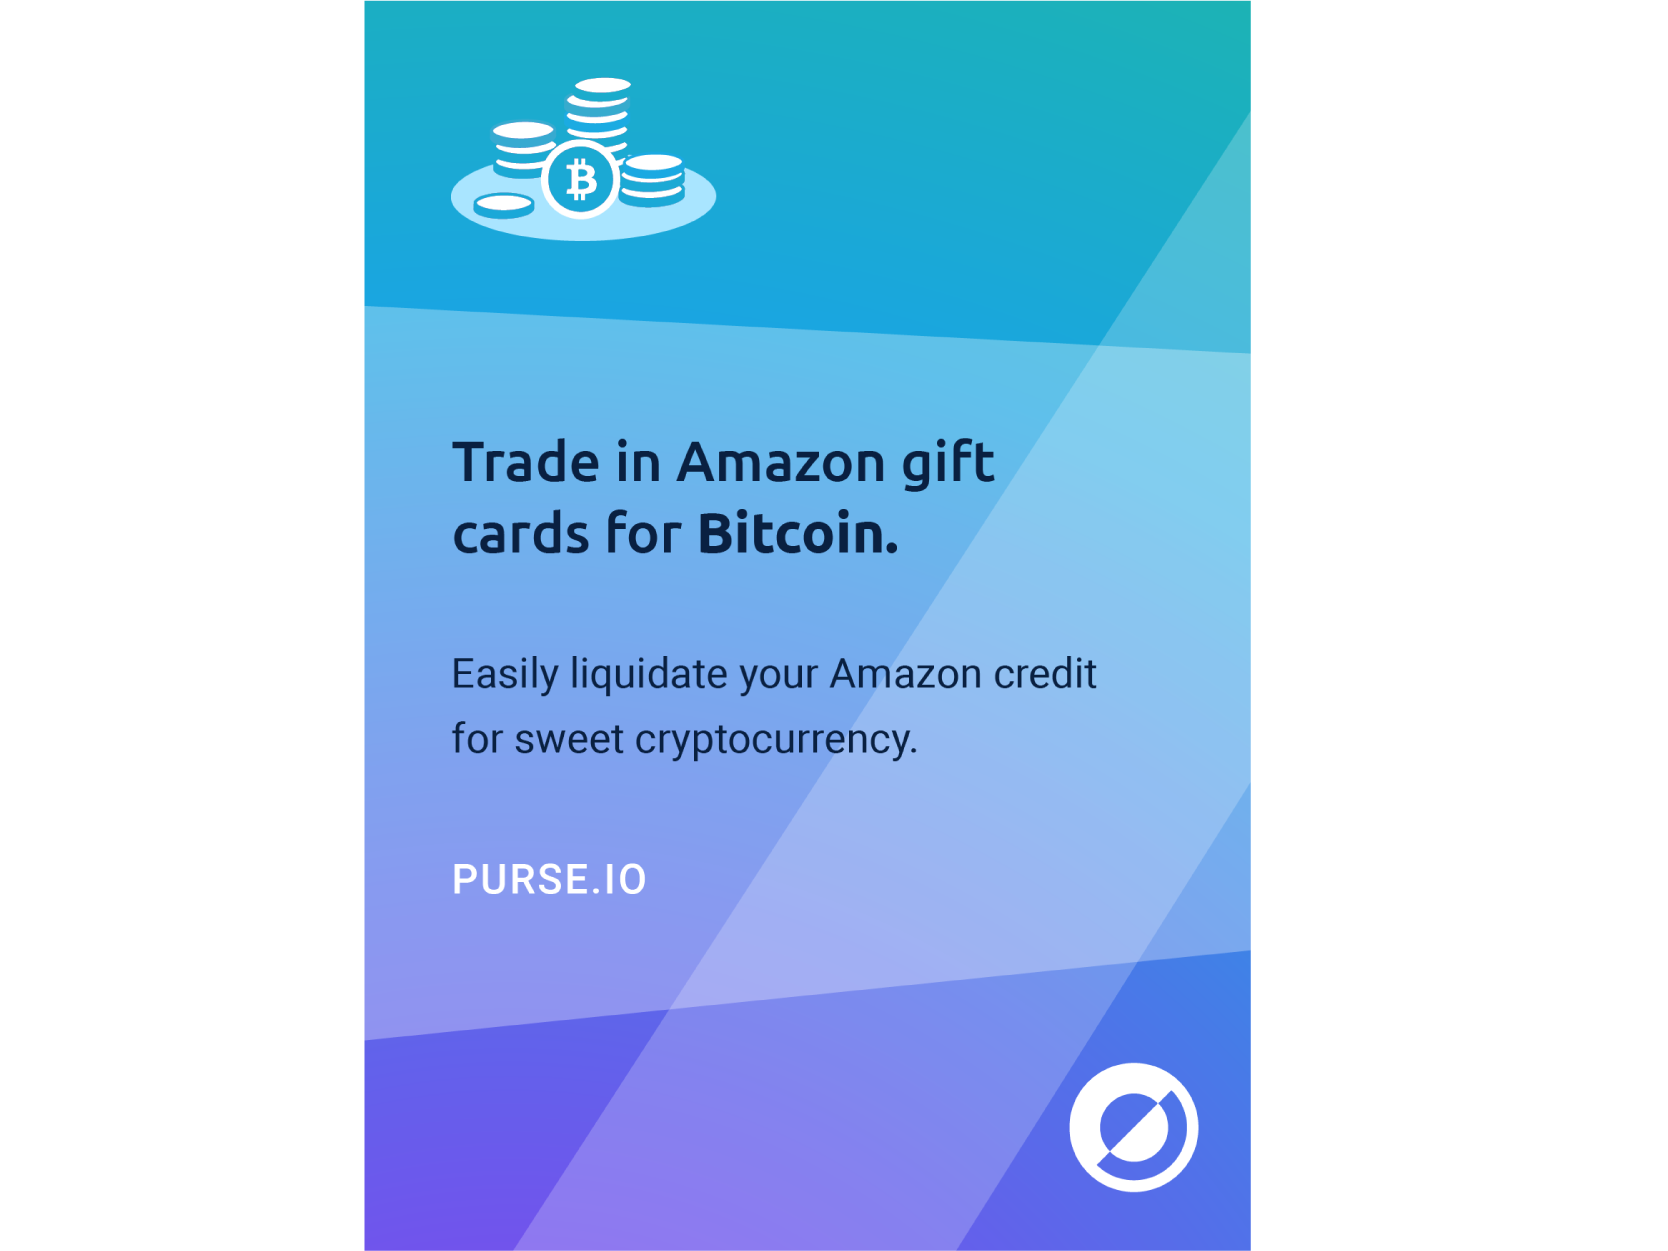 Trade in Amazon gift
cards for Bitcoin.
Easily liquidate your Amazon credit
for sweet cryptocurrency.
PURSE.IO